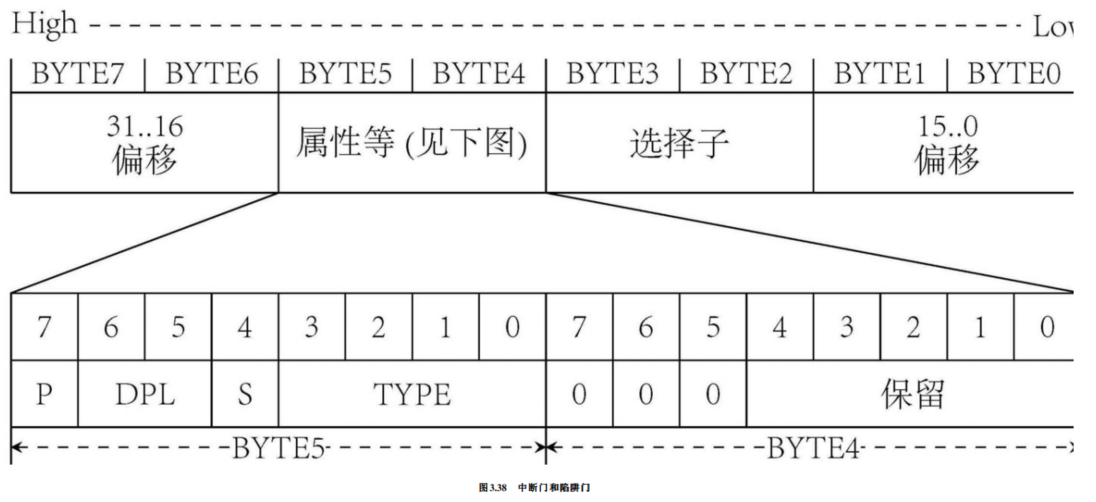 High Lov
BYTE7 BYTE6 BYTE5 BYTE4 BYTE3 BYTE2 BYTE1 BYTE0
31..16
偏移
属性等 (见下图)
选择子
15..0
偏移
7 6 5 4 3 2 1 0 7 6 5 4 3 2 1 0
P DPL S TYPE 0 0 0 保留
BYTE5 BYTE4
图3.38 中断门和陷阱门